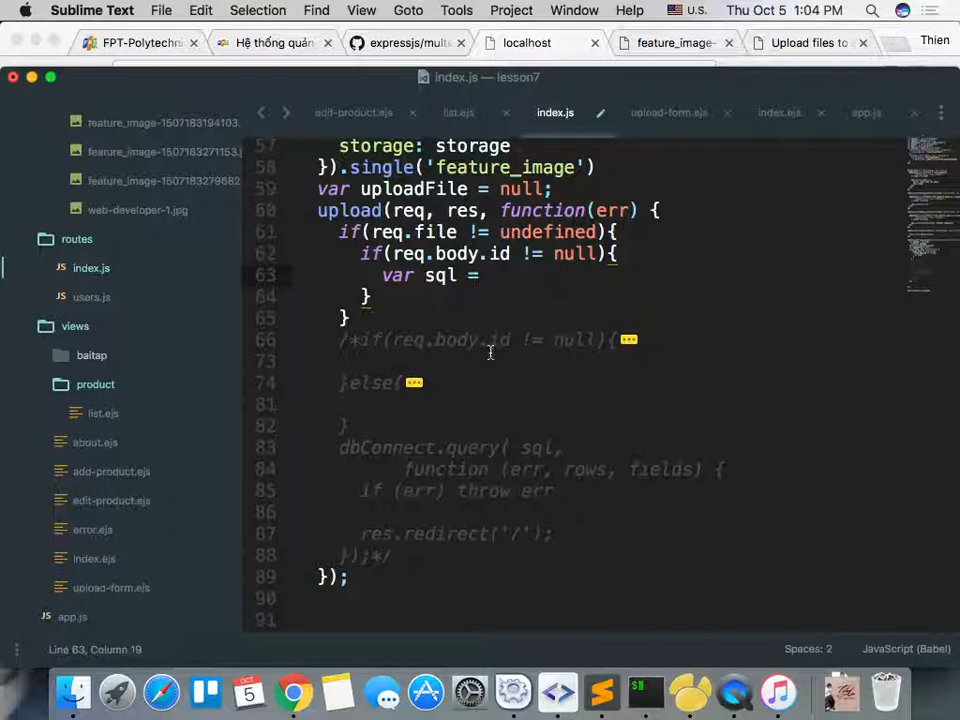 Sublime Text File Edit Selection Find View Goto Tools Project Window Help U.S. Thu Oct 5 1:04 PM
FPT-Polytechni Hệ thống quản expressjs/mult localhost feature_image- Upload files to Thien
index.js — lesson7
edit-product.ejs list.ejs index.js upload-form.ejs index.ejs app.js
feature_image-1507183194103.
feature_image-1507183271153.j
feature_image-1507183279682
web-developer-1.jpg
routes
JS index.js
JS users.js
views
baitap
product
list.ejs
about.ejs
add-product.ejs
edit-product.ejs
error.ejs
index.ejs
upload-form.ejs
JS app.js
57 storage: storage
58 }).single('feature_image')
59 var uploadFile = null;
60 upload(req, res, function(err) {
61 if(req.file != undefined){
62 if(req.body.id != null){
63 var sql =
64 }
65 }
66 /*if(req.body.id != null){
73
74 }else{
81
82 }
83 dbConnect.query( sql,
84 function (err, rows, fields) {
85 if (err) throw err
86
87 res.redirect('/');
88 });*/
89 });
90
91
Line 63, Column 19 Spaces: 2 JavaScript (Babel)
OCT
5